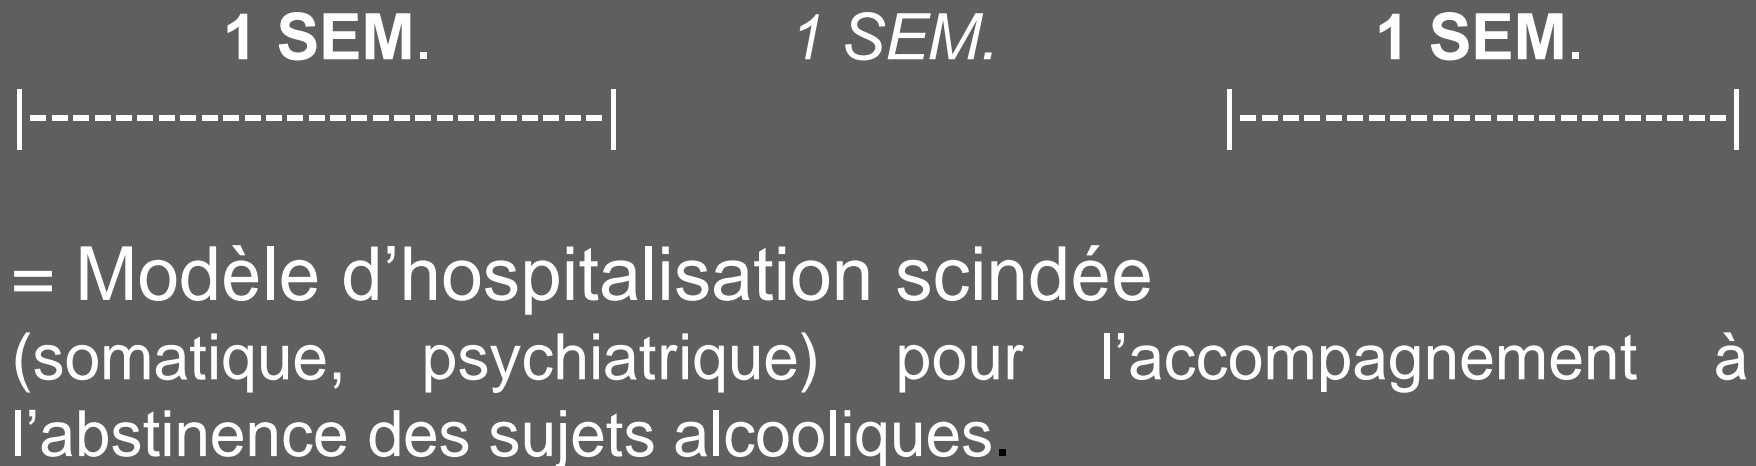 1 SEM. 1 SEM. 1 SEM.
|---------------------------| |-----------------------|
= Modèle d’hospitalisation scindée
(somatique, psychiatrique) pour l’accompagnement à
l’abstinence des sujets alcooliques.